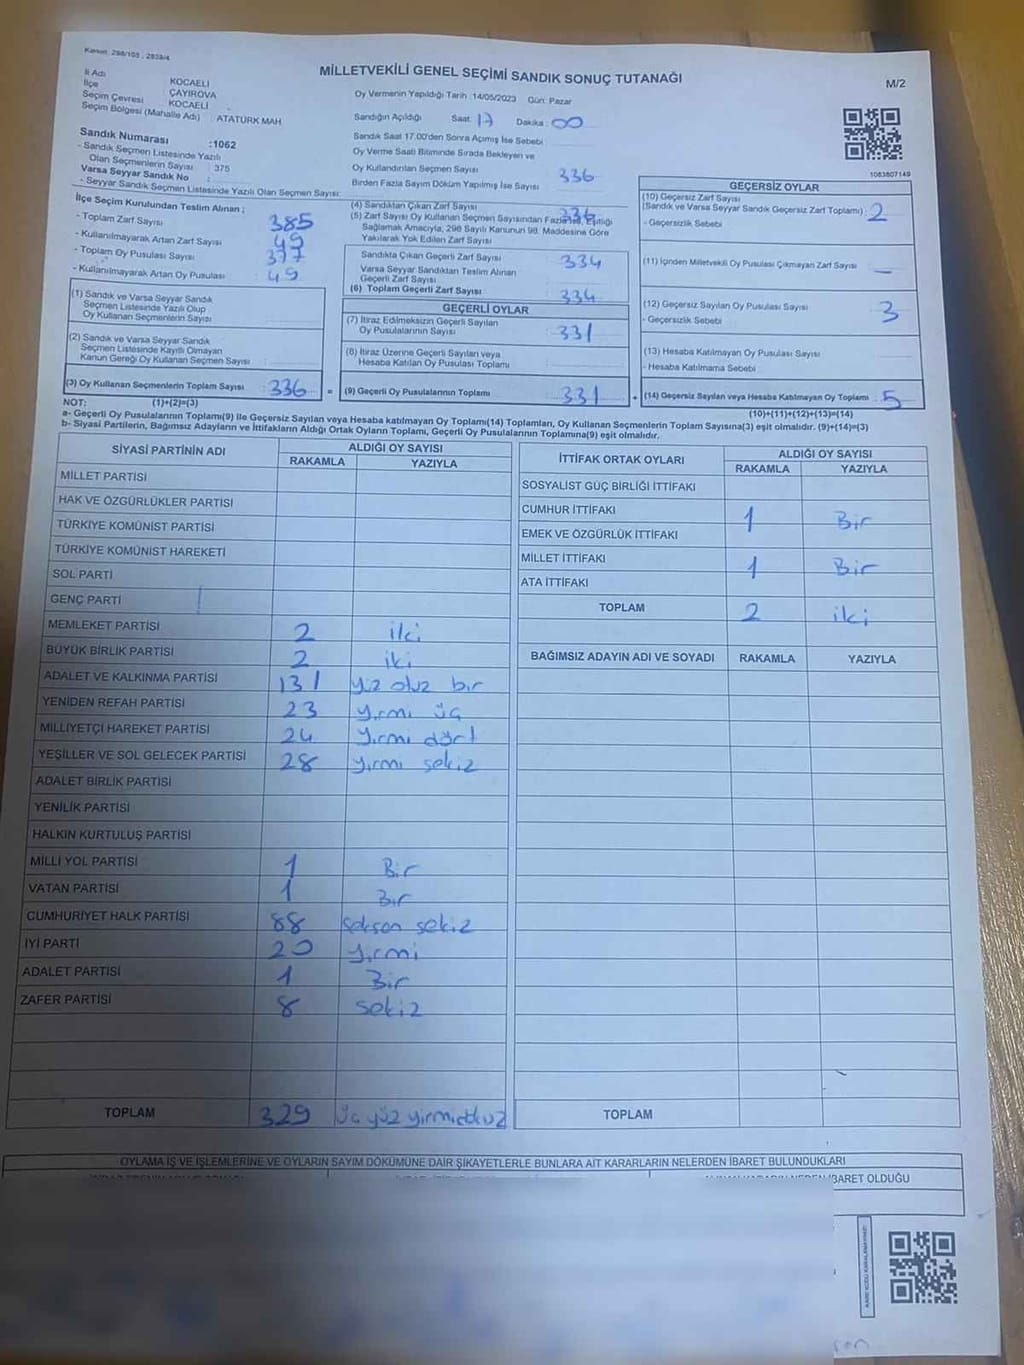 Kanun: 298/105 , 2839/4
MİLLETVEKİLİ GENEL SEÇİMİ SANDIK SONUÇ TUTANAĞI
M/2
İl Adı KOCAELİ
İlçe ÇAYIROVA
Seçim Çevresi KOCAELİ
Seçim Bölgesi (Mahalle Adı) : ATATÜRK MAH
Sandık Numarası :1062
- Sandık Seçmen Listesinde Yazılı
Olan Seçmenlerin Sayısı : 375
Varsa Seyyar Sandık No :
- Seyyar Sandık Seçmen Listesinde Yazılı Olan Seçmen Sayısı:
Oy Vermenin Yapıldığı Tarih :14/05/2023 Gün: Pazar
Sandığın Açıldığı Saat: 17 Dakika : 00
Sandık Saat 17.00'den Sonra Açılmış İse Sebebi :
Oy Verme Saati Bitiminde Sırada Bekleyen ve
Oy Kullandırılan Seçmen Sayısı 336
Birden Fazla Sayım Döküm Yapılmış İse Sayısı
1063807149
İlçe Seçim Kurulundan Teslim Alınan ;
- Toplam Zarf Sayısı 385
- Kullanılmayarak Artan Zarf Sayısı 49
- Toplam Oy Pusulası Sayısı 377
- Kullanılmayarak Artan Oy Pusulası : 49
(1) Sandık ve Varsa Seyyar Sandık
Seçmen Listesinde Yazılı Olup
Oy Kullanan Seçmenlerin Sayısı
(2) Sandık ve Varsa Seyyar Sandık
Seçmen Listesinde Kayıtlı Olmayan
Kanun Gereği Oy Kullanan Seçmen Sayısı
(3) Oy Kullanan Seçmenlerin Toplam Sayısı : 336
(1)+(2)=(3)
(4) Sandıktan Çıkan Zarf Sayısı 336
(5) Zarf Sayısı Oy Kullanan Seçmen Sayısından Fazla İse, Eşitliği
Sağlamak Amacıyla, 298 Sayılı Kanunun 98. Maddesine Göre
Yakılarak Yok Edilen Zarf Sayısı
Sandıkta Çıkan Geçerli Zarf Sayısı 334
Varsa Seyyar Sandıktan Teslim Alınan
Geçerli Zarf Sayısı
(6) Toplam Geçerli Zarf Sayısı 334
GEÇERLİ OYLAR
(7) İtiraz Edilmeksizin Geçerli Sayılan
Oy Pusulalarının Sayısı 331
(8) İtiraz Üzerine Geçerli Sayılan veya
Hesaba Katılan Oy Pusulası Toplamı
= (9) Geçerli Oy Pusulalarının Toplamı 331
GEÇERSİZ OYLAR
(10) Geçersiz Zarf Sayısı
(Sandık ve Varsa Seyyar Sandık Geçersiz Zarf Toplamı) : 2
- Geçersizlik Sebebi
(11) İçinden Milletvekili Oy Pusulası Çıkmayan Zarf Sayısı —
(12) Geçersiz Sayılan Oy Pusulası Sayısı 3
- Geçersizlik Sebebi
(13) Hesaba Katılmayan Oy Pusulası Sayısı
- Hesaba Katılmama Sebebi
+ (14) Geçersiz Sayılan veya Hesaba Katılmayan Oy Toplamı : 5
(10)+(11)+(12)+(13)=(14)
NOT:
a- Geçerli Oy Pusulalarının Toplamı(9) ile Geçersiz Sayılan veya Hesaba katılmayan Oy Toplamı(14) Toplamları, Oy Kullanan Seçmenlerin Toplam Sayısına(3) eşit olmalıdır. (9)+(14)=(3)
b- Siyasi Partilerin, Bağımsız Adayların ve İttifakların Aldığı Ortak Oyların Toplamı, Geçerli Oy Pusulalarının Toplamına(9) eşit olmalıdır.
SİYASİ PARTİNİN ADI ALDIĞI OY SAYISI
RAKAMLA YAZIYLA
MİLLET PARTİSİ
HAK VE ÖZGÜRLÜKLER PARTİSİ
TÜRKİYE KOMÜNİST PARTİSİ
TÜRKİYE KOMÜNİST HAREKETİ
SOL PARTİ
GENÇ PARTİ
MEMLEKET PARTİSİ 2 iki
BÜYÜK BİRLİK PARTİSİ 2 iki
ADALET VE KALKINMA PARTİSİ 131 yüz otuz bir
YENİDEN REFAH PARTİSİ 23 yirmi üç
MİLLİYETÇİ HAREKET PARTİSİ 24 yirmi dört
YEŞİLLER VE SOL GELECEK PARTİSİ 28 yirmi sekiz
ADALET BİRLİK PARTİSİ
YENİLİK PARTİSİ
HALKIN KURTULUŞ PARTİSİ
MİLLİ YOL PARTİSİ 1 Bir
VATAN PARTİSİ 1 Bir
CUMHURİYET HALK PARTİSİ 88 seksen sekiz
İYİ PARTİ 20 yirmi
ADALET PARTİSİ 1 Bir
ZAFER PARTİSİ 8 sekiz
TOPLAM 329 üç yüz yirmidokuz
İTTİFAK ORTAK OYLARI ALDIĞI OY SAYISI
RAKAMLA YAZIYLA
SOSYALİST GÜÇ BİRLİĞİ İTTİFAKI
CUMHUR İTTİFAKI 1 Bir
EMEK VE ÖZGÜRLÜK İTTİFAKI
MİLLET İTTİFAKI 1 Bir
ATA İTTİFAKI
TOPLAM 2 iki
BAĞIMSIZ ADAYIN ADI VE SOYADI RAKAMLA YAZIYLA
TOPLAM
OYLAMA İŞ VE İŞLEMLERİNE VE OYLARIN SAYIM DÖKÜMÜNE DAİR ŞİKAYETLERLE BUNLARA AİT KARARLARIN NELERDEN İBARET BULUNDUKLARI
İBARET OLDUĞU